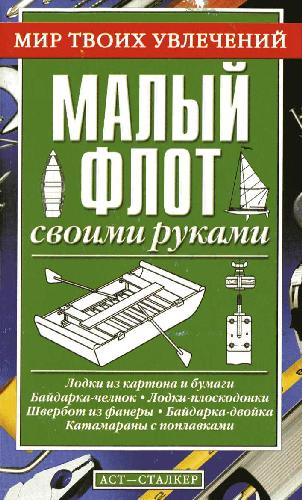 МИР ТВОИХ УВЛЕЧЕНИЙ
МАЛЫЙ
ФЛОТ
своими руками
Лодки из картона и бумаги
Байдарка-челнок • Лодки-плоскодонки
Швербот из фанеры • Байдарка-двойка
Катамараны с поплавками
АСТ—СТАЛКЕР